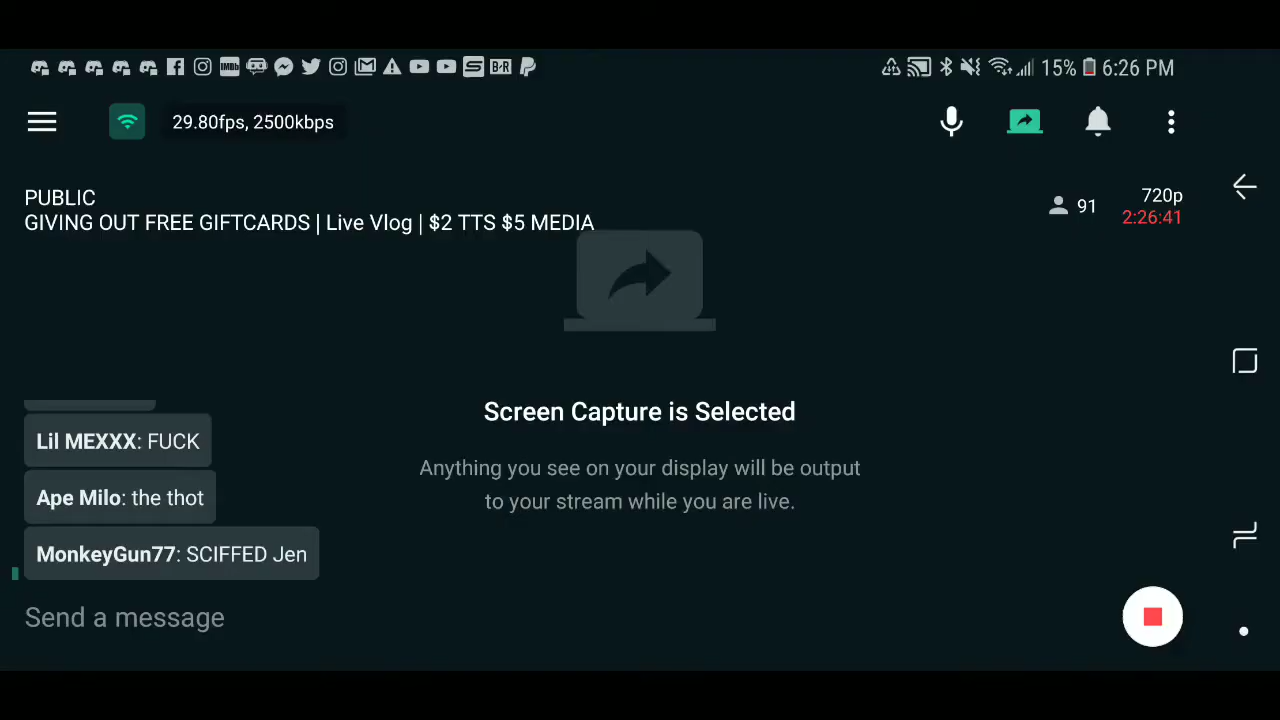 15% 6:26 PM
29.80fps, 2500kbps
PUBLIC
GIVING OUT FREE GIFTCARDS | Live Vlog | $2 TTS $5 MEDIA
91
720p
2:26:41
Screen Capture is Selected
Anything you see on your display will be output
to your stream while you are live.
Lil MEXXX: FUCK
Ape Milo: the thot
MonkeyGun77: SCIFFED Jen
Send a message